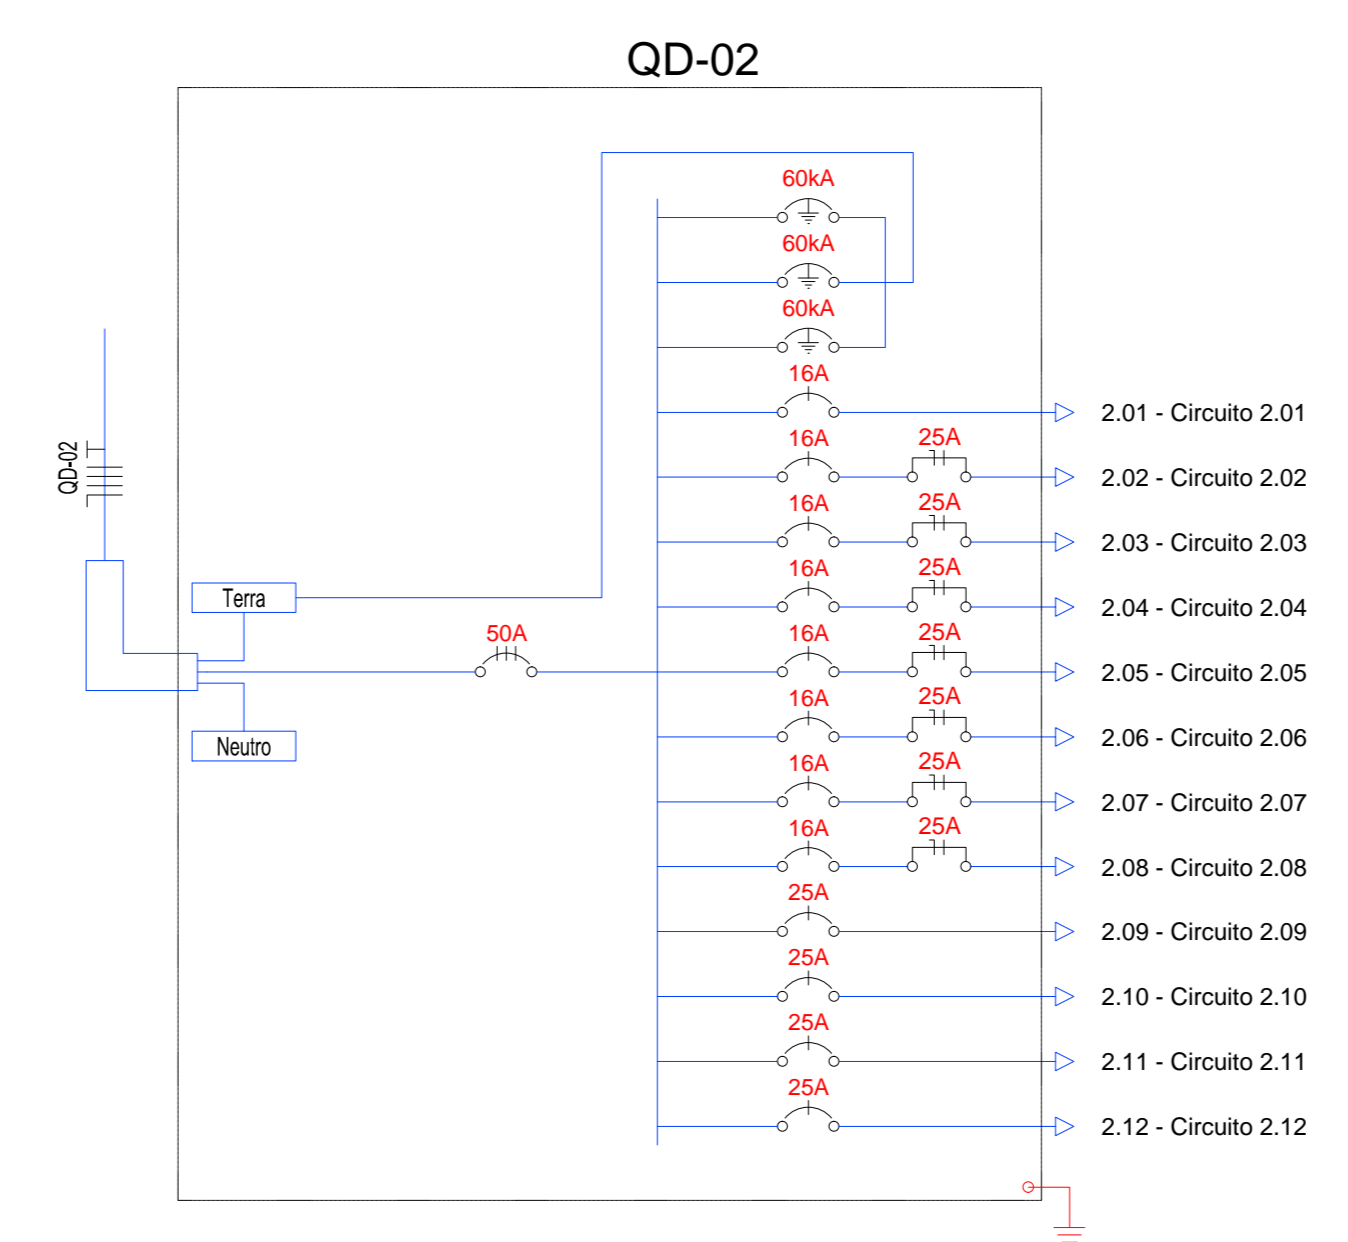 QD-02
60kA
60kA
60kA
16A
2.01 - Circuito 2.01
16A 25A
2.02 - Circuito 2.02
16A 25A
2.03 - Circuito 2.03
16A 25A
2.04 - Circuito 2.04
16A 25A
2.05 - Circuito 2.05
16A 25A
2.06 - Circuito 2.06
16A 25A
2.07 - Circuito 2.07
16A 25A
2.08 - Circuito 2.08
25A
2.09 - Circuito 2.09
25A
2.10 - Circuito 2.10
25A
2.11 - Circuito 2.11
25A
2.12 - Circuito 2.12
QD-02
Terra
50A
Neutro